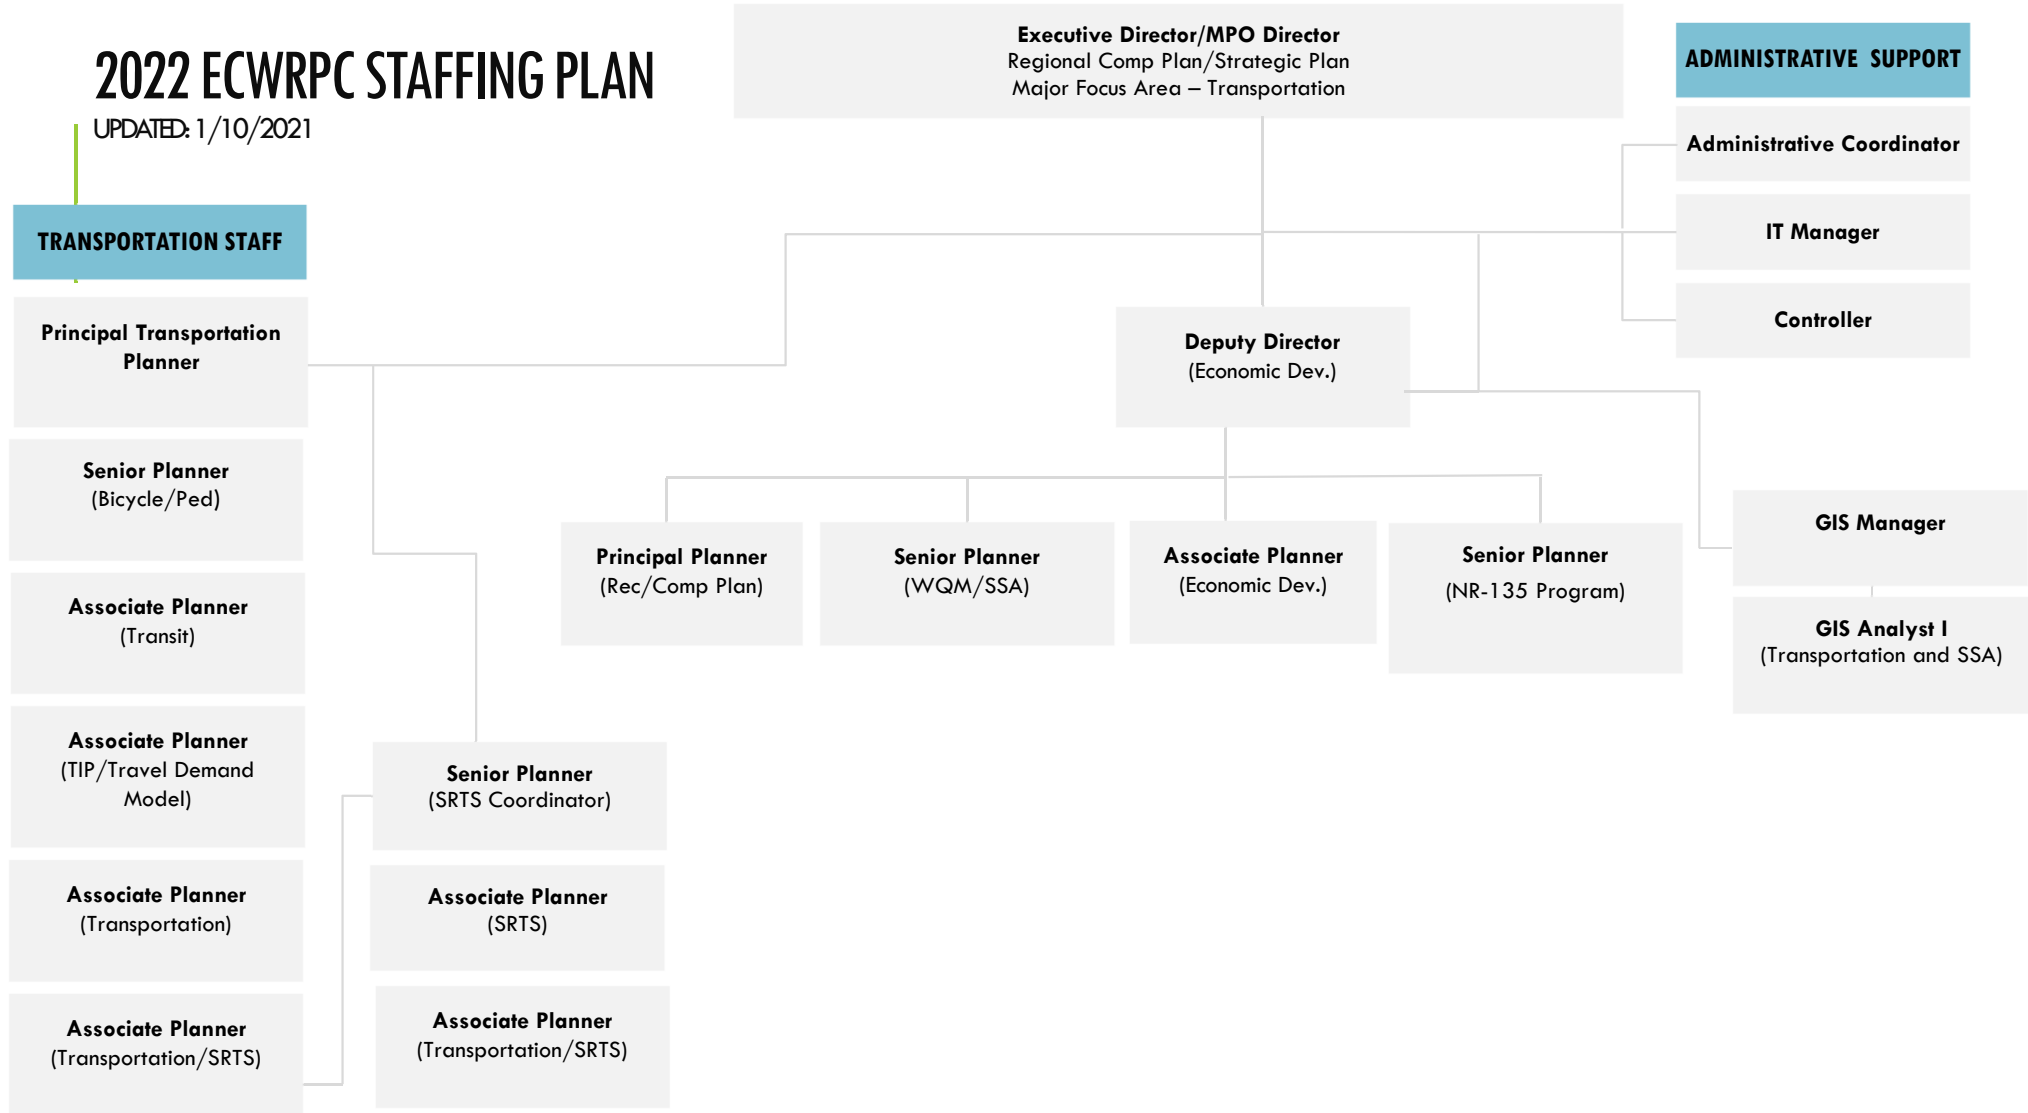 2022 ECWRPC STAFFING PLAN
UPDATED: 1/10/2021
Executive Director/MPO Director
Regional Comp Plan/Strategic Plan
Major Focus Area – Transportation
ADMINISTRATIVE SUPPORT
Administrative Coordinator
IT Manager
Controller
TRANSPORTATION STAFF
Principal Transportation
Planner
Senior Planner
(Bicycle/Ped)
Associate Planner
(Transit)
Associate Planner
(TIP/Travel Demand
Model)
Associate Planner
(Transportation)
Associate Planner
(Transportation/SRTS)
Senior Planner
(SRTS Coordinator)
Associate Planner
(SRTS)
Associate Planner
(Transportation/SRTS)
Deputy Director
(Economic Dev.)
Principal Planner
(Rec/Comp Plan)
Senior Planner
(WQM/SSA)
Associate Planner
(Economic Dev.)
Senior Planner
(NR-135 Program)
GIS Manager
GIS Analyst I
(Transportation and SSA)